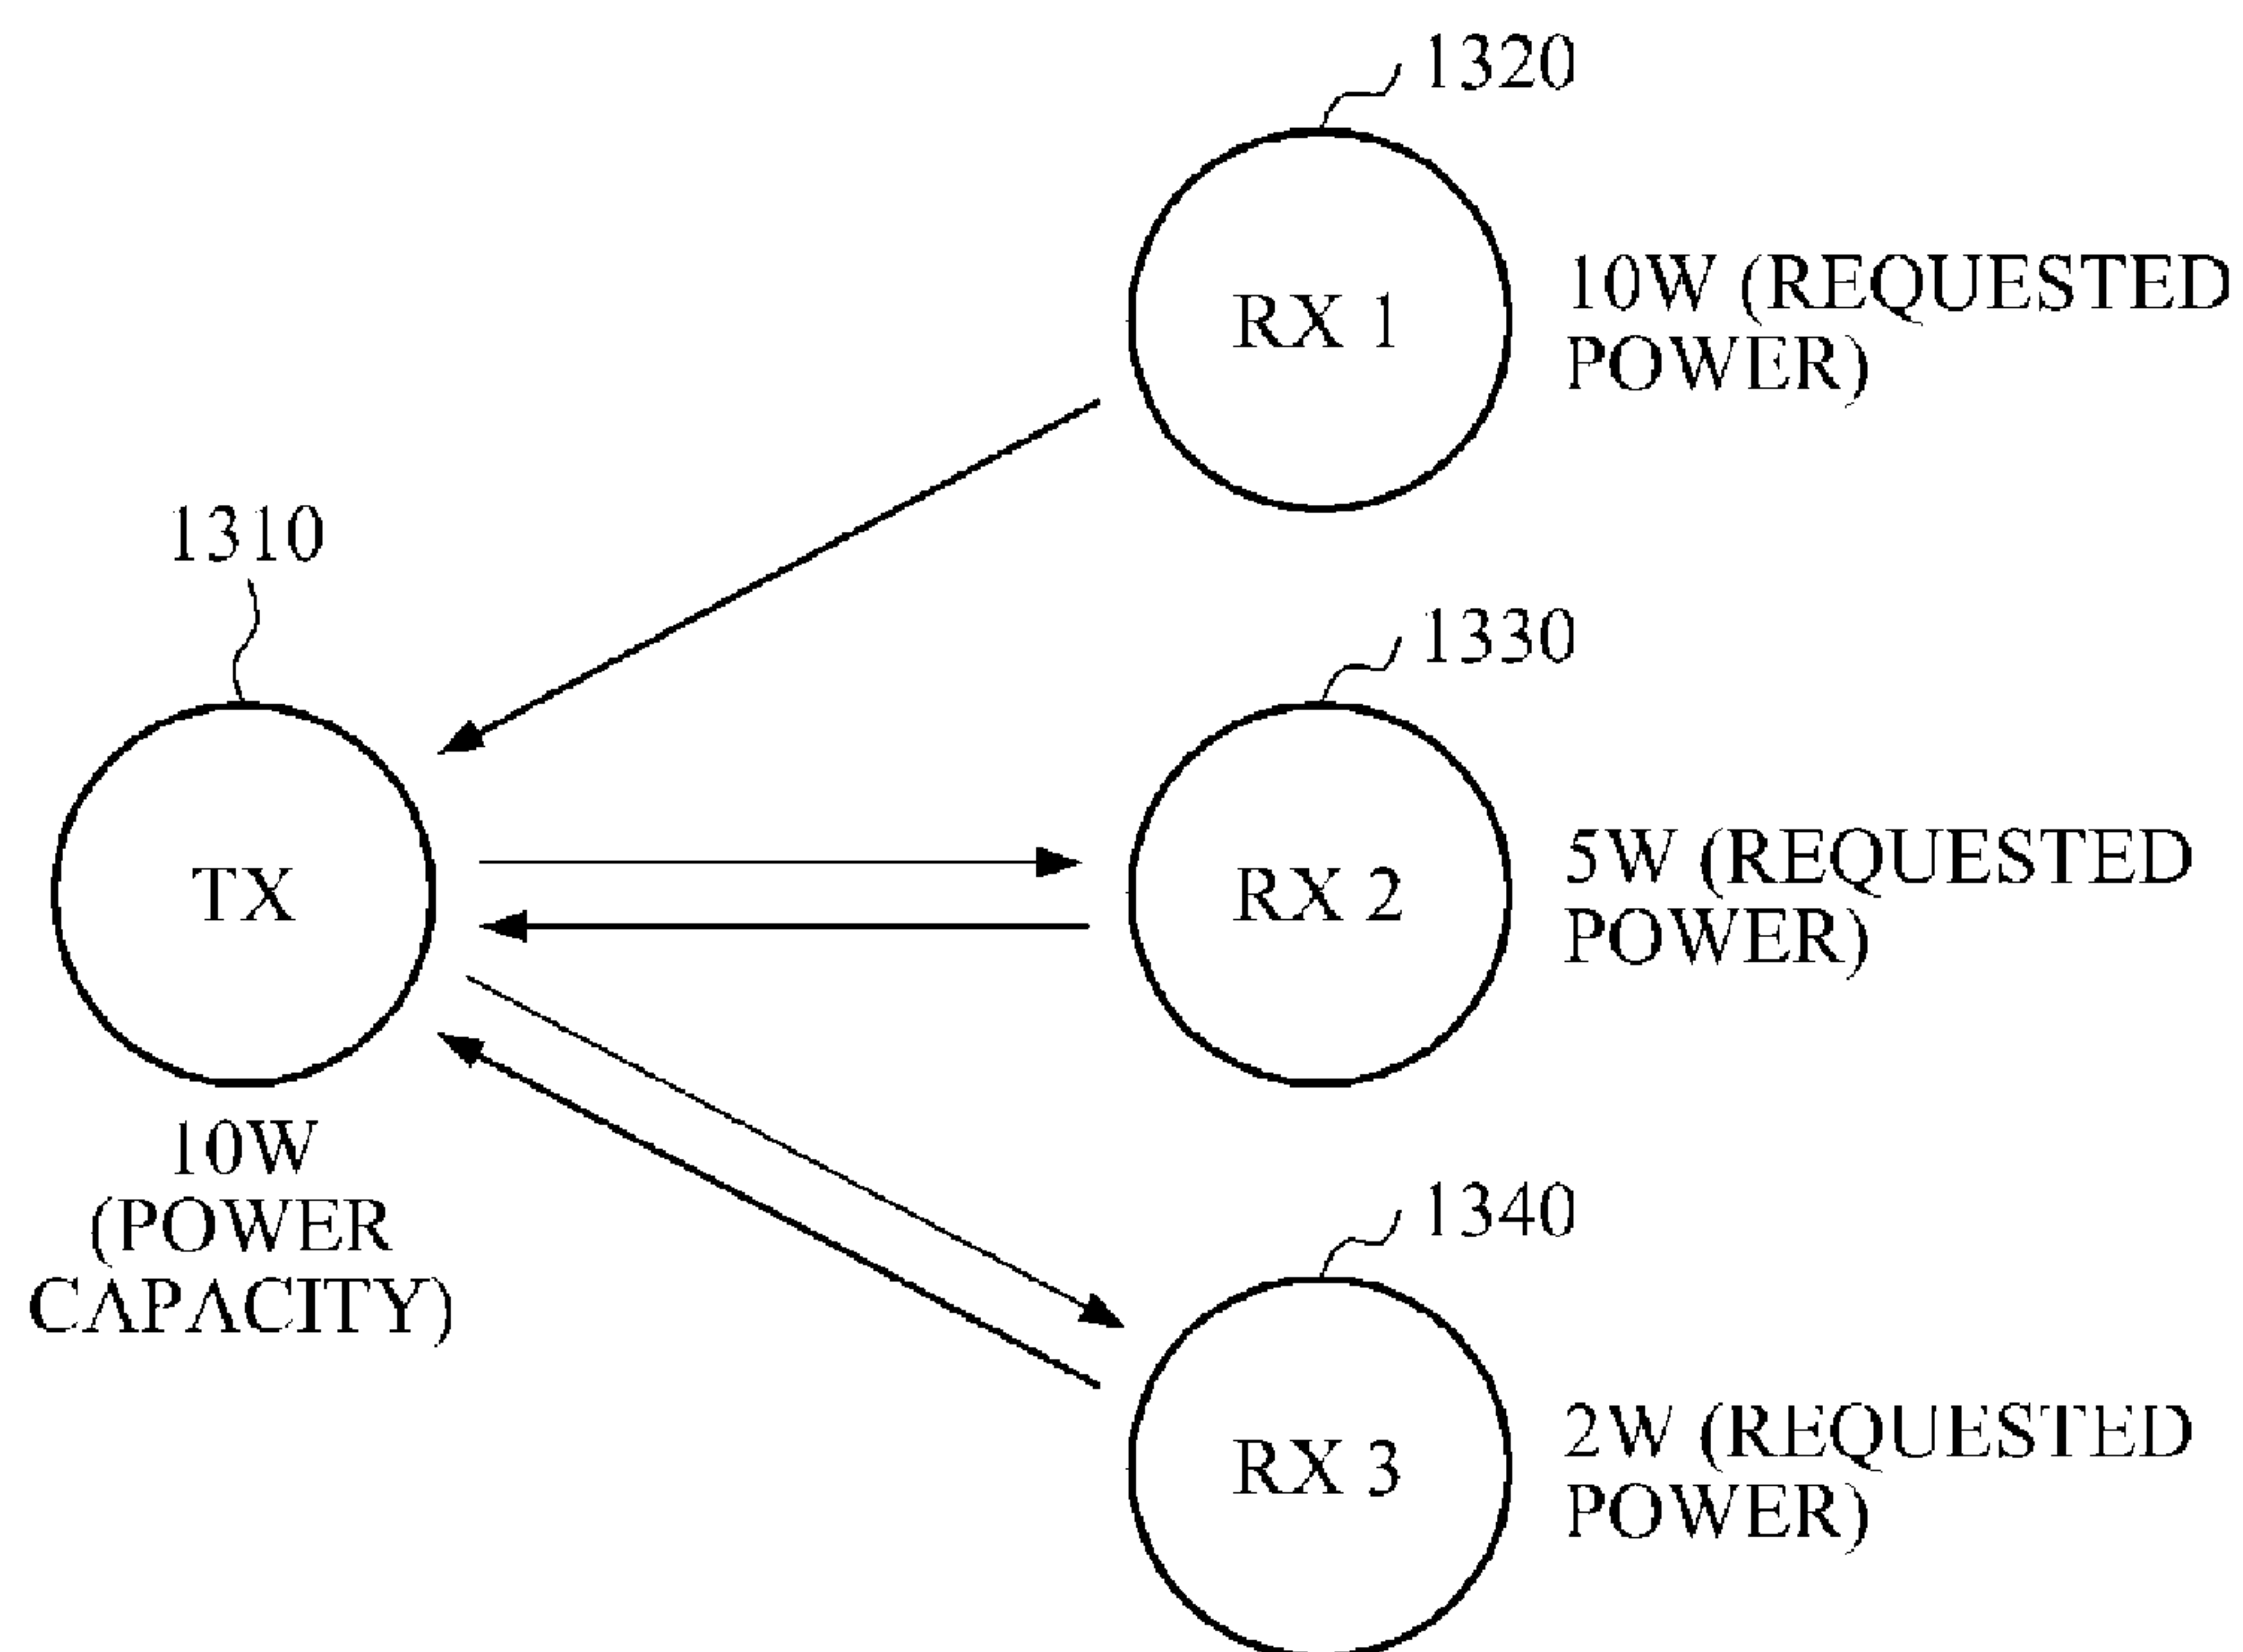 1320
RX 1
10W (REQUESTED
POWER)
1310
TX
10W
(POWER
CAPACITY)
1330
RX 2
5W (REQUESTED
POWER)
1340
RX 3
2W (REQUESTED
POWER)